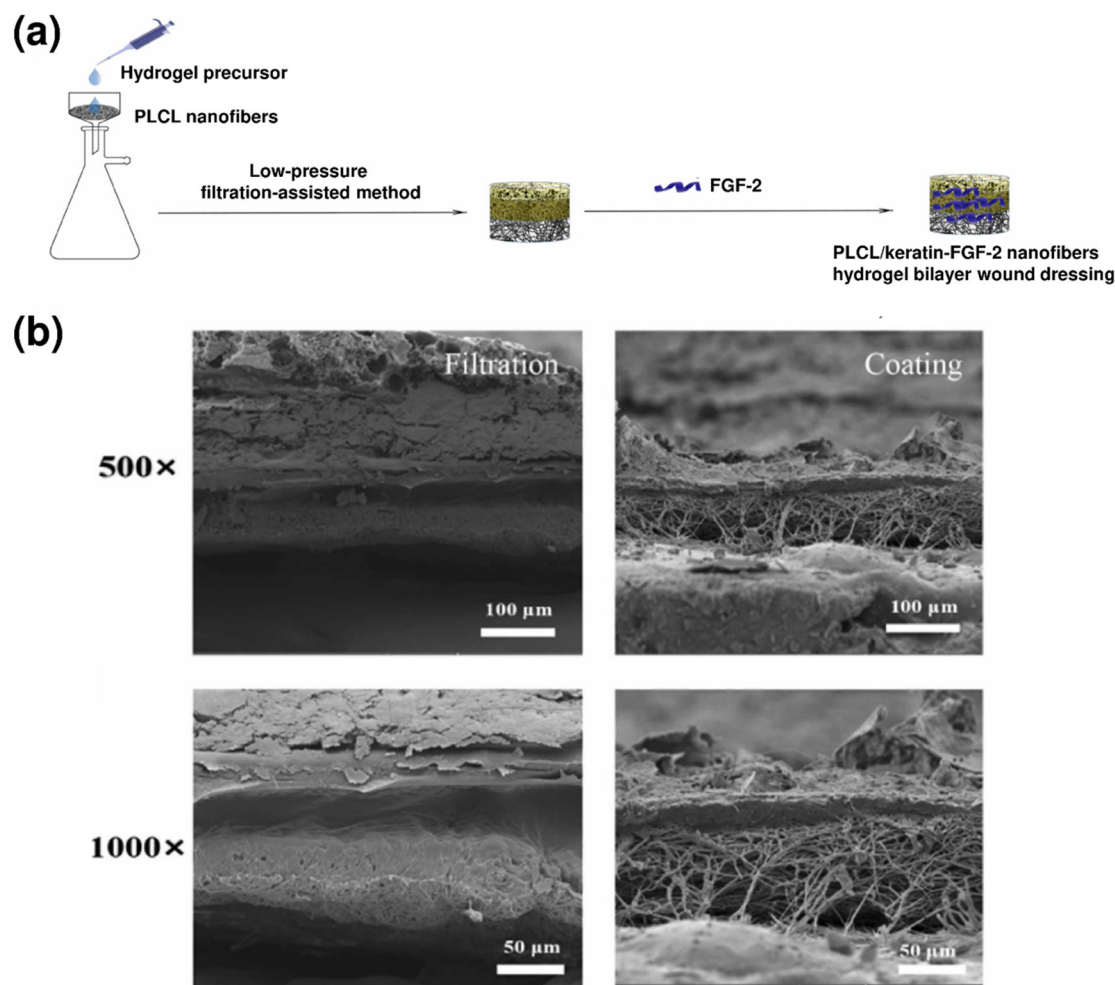 (a)
Hydrogel precursor
PLCL nanofibers
Low-pressure
filtration-assisted method
FGF-2
PLCL/keratin-FGF-2 nanofibers
hydrogel bilayer wound dressing
(b)
Filtration
Coating
500×
100 µm
100 µm
1000×
50 µm
50 µm